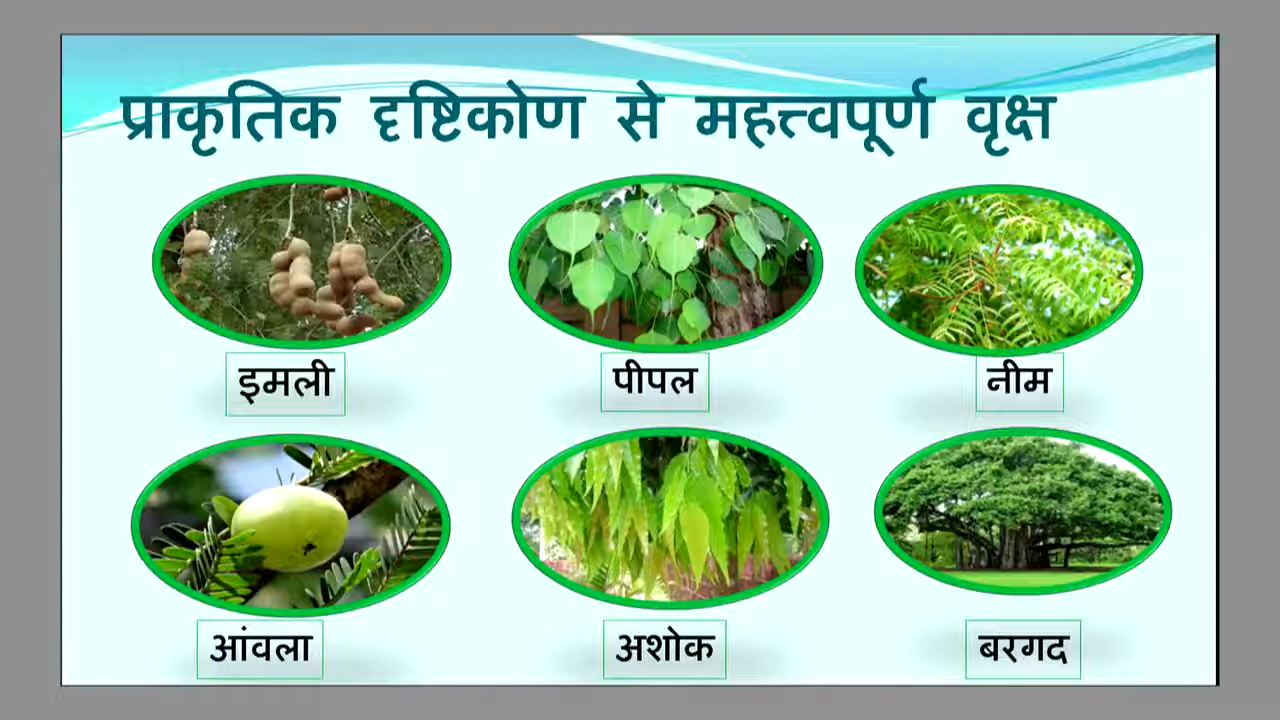 प्राकृतिक दृष्टिकोण से महत्त्वपूर्ण वृक्ष
इमली
पीपल
नीम
आंवला
अशोक
बरगद